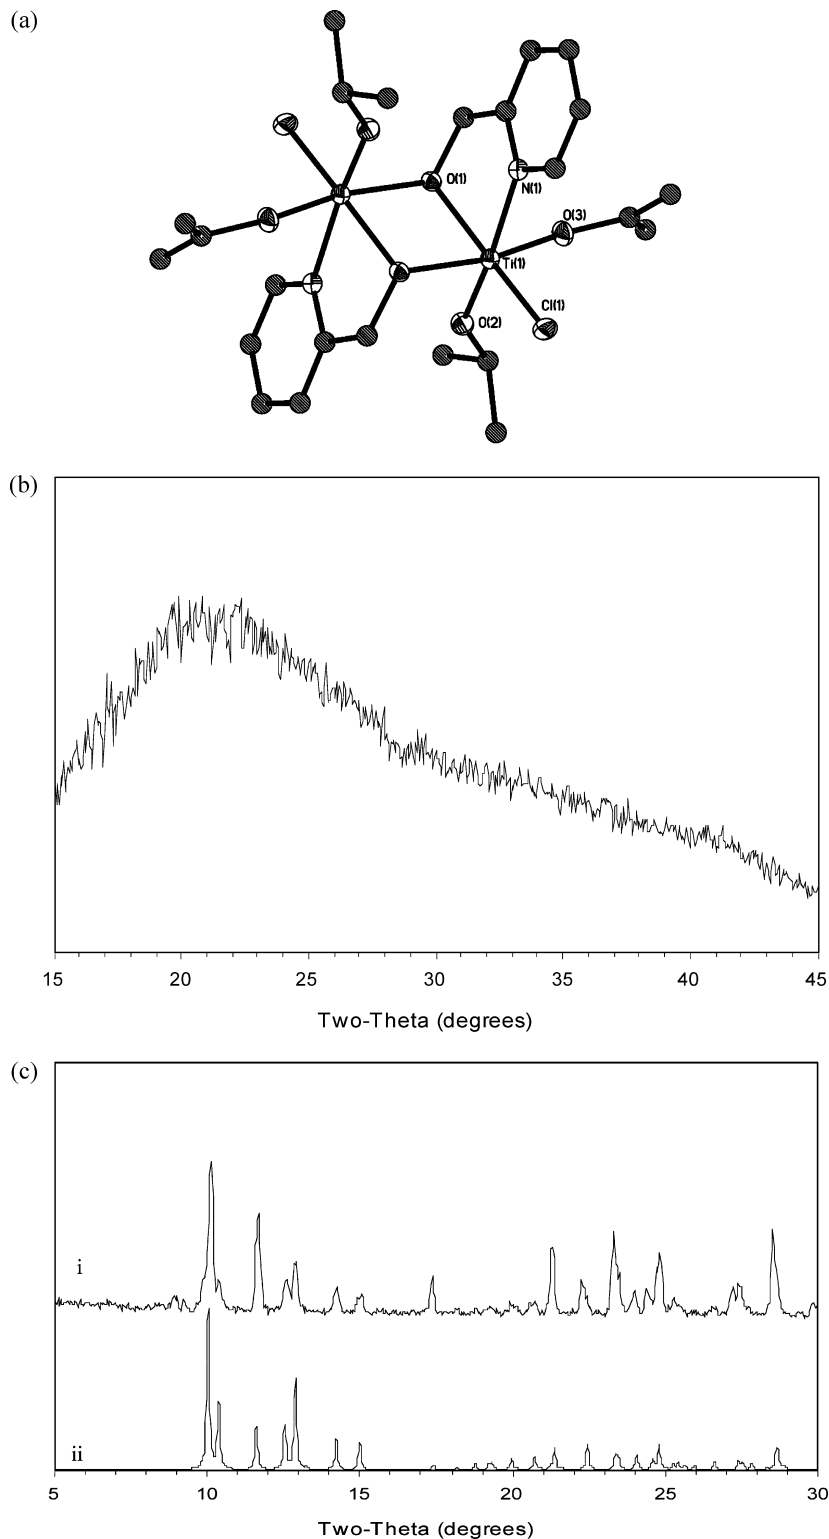 (a)
O(1)
N(1)
O(3)
Ti(1)
Cl(1)
O(2)
(b)
15 20 25 30 35 40 45
Two-Theta (degrees)
(c)
i
ii
5 10 15 20 25 30
Two-Theta (degrees)